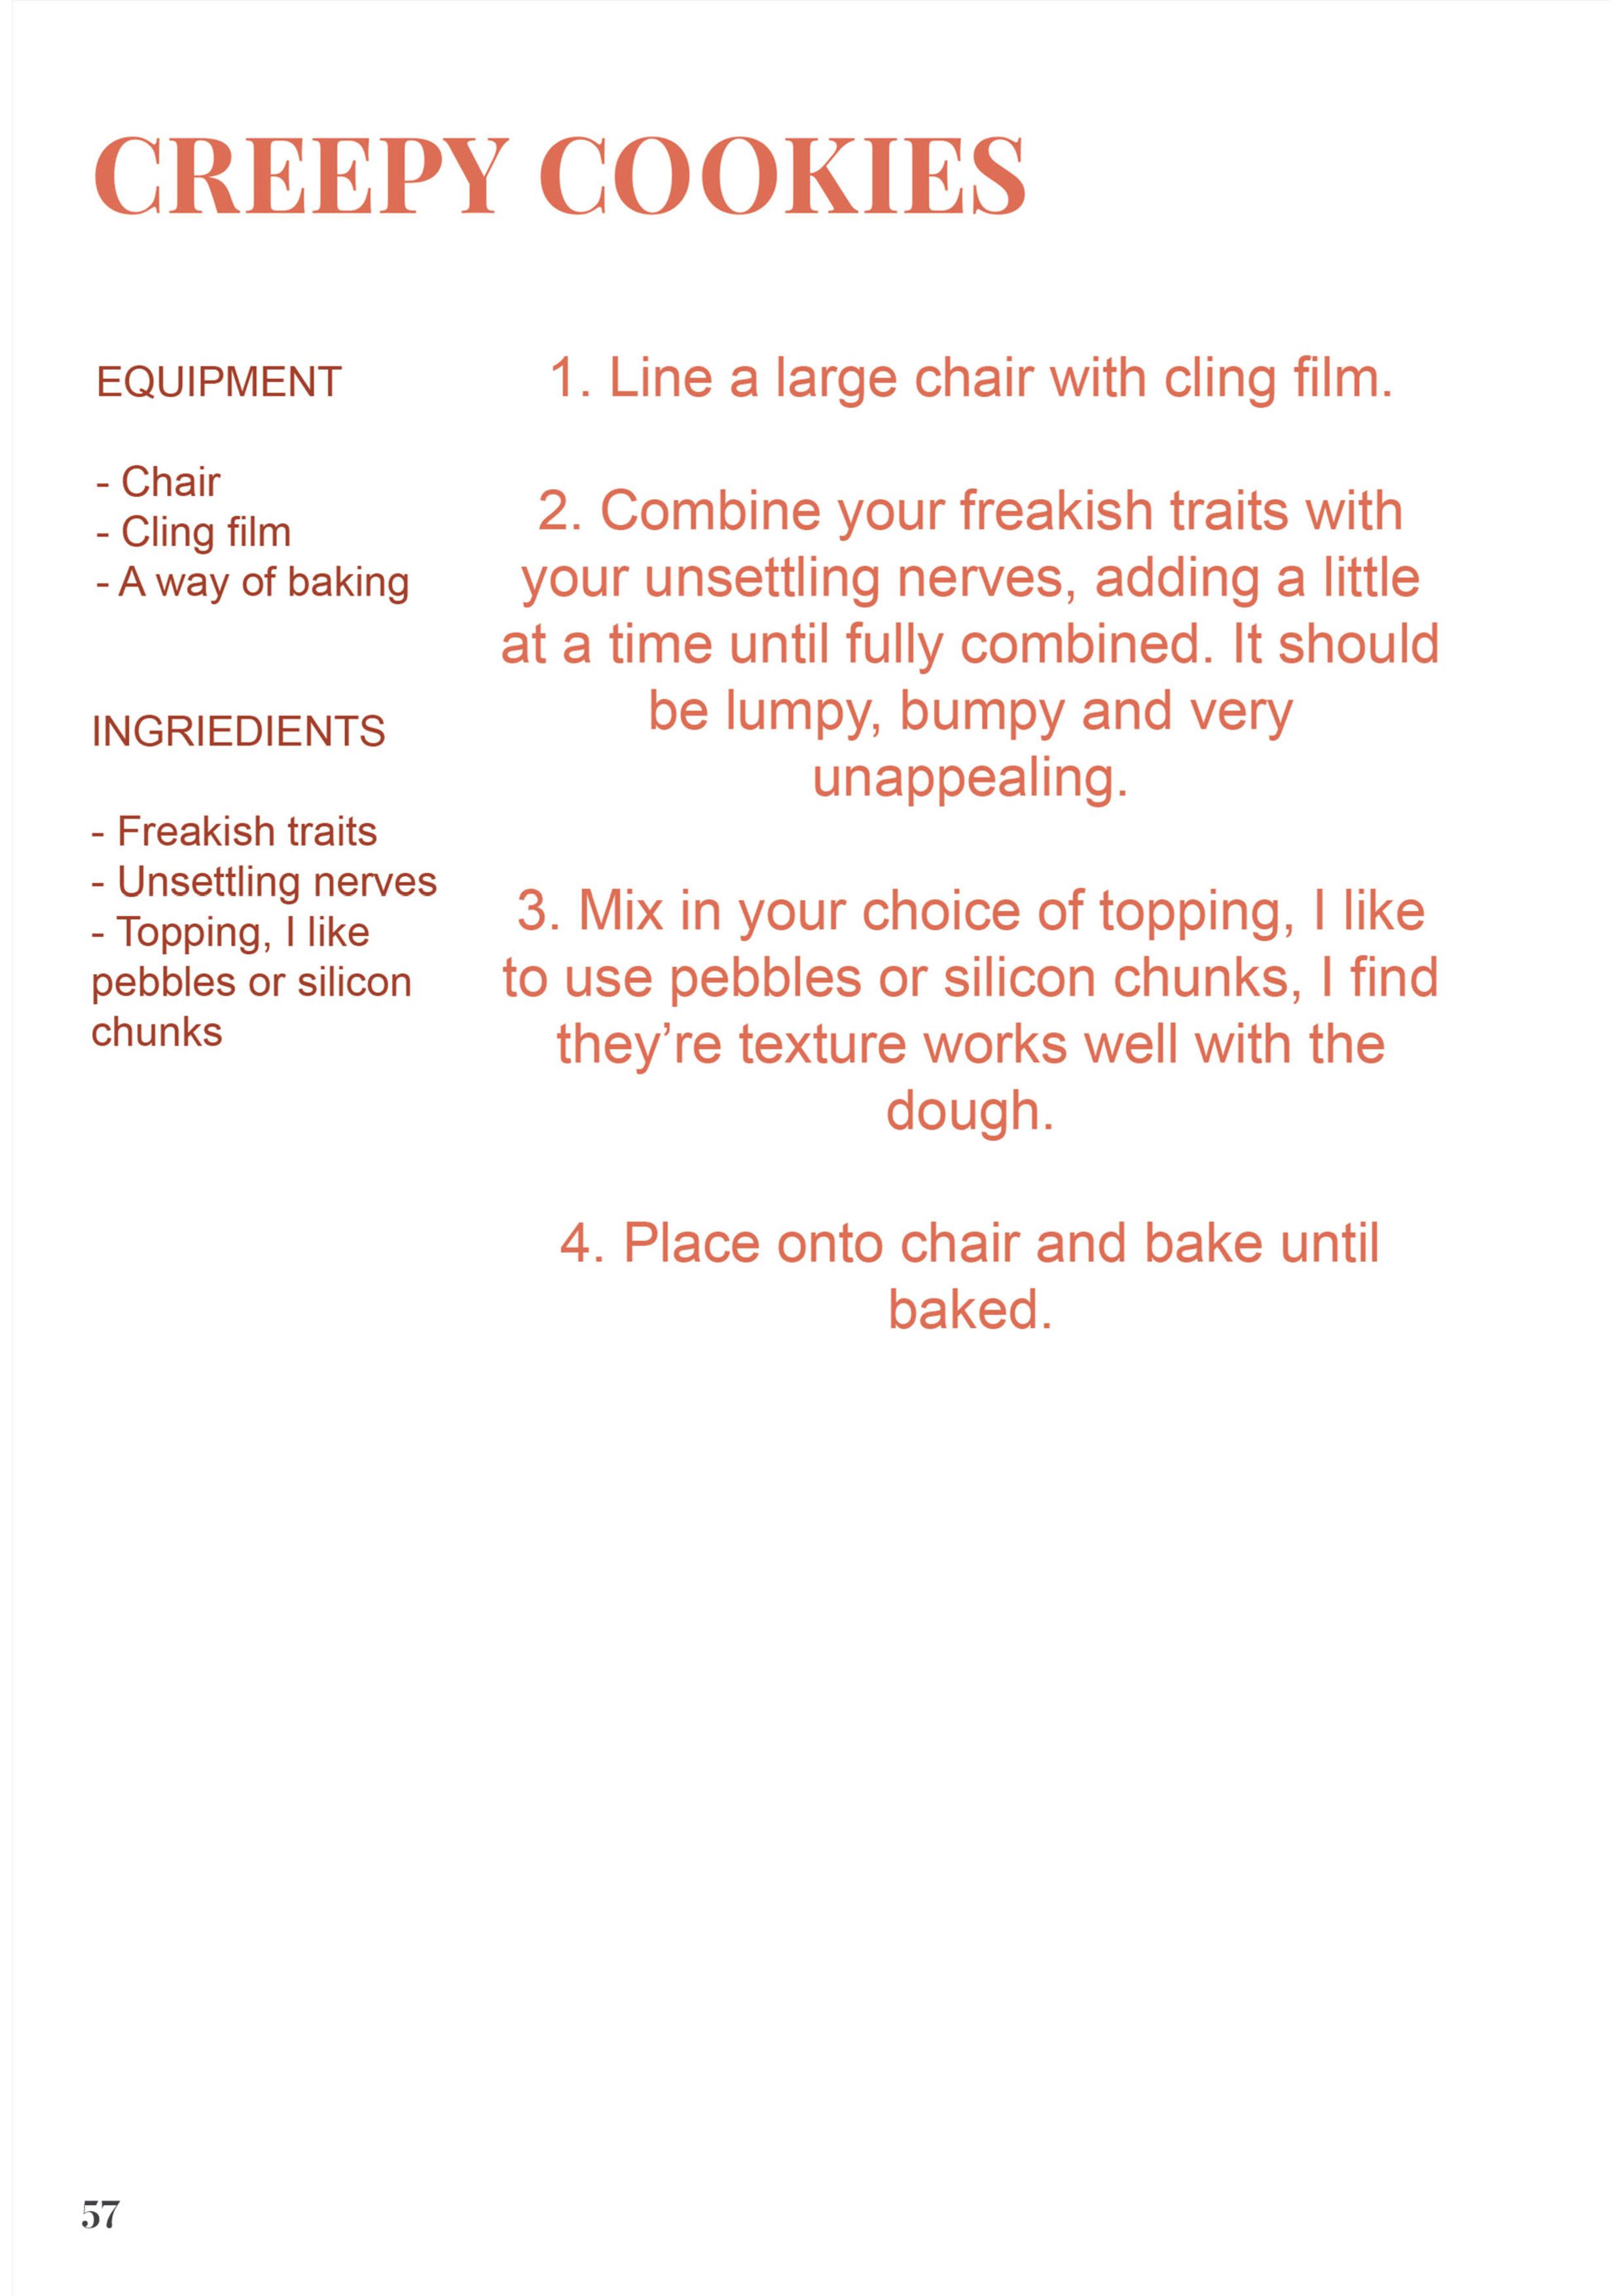 CREEPY COOKIES
EQUIPMENT
- Chair
- Cling film
- A way of baking
INGRIEDIENTS
- Freakish traits
- Unsettling nerves
- Topping, I like
pebbles or silicon
chunks
1. Line a large chair with cling film.
2. Combine your freakish traits with
your unsettling nerves, adding a little
at a time until fully combined. It should
be lumpy, bumpy and very
unappealing.
3. Mix in your choice of topping, I like
to use pebbles or silicon chunks, I find
they’re texture works well with the
dough.
4. Place onto chair and bake until
baked.
57